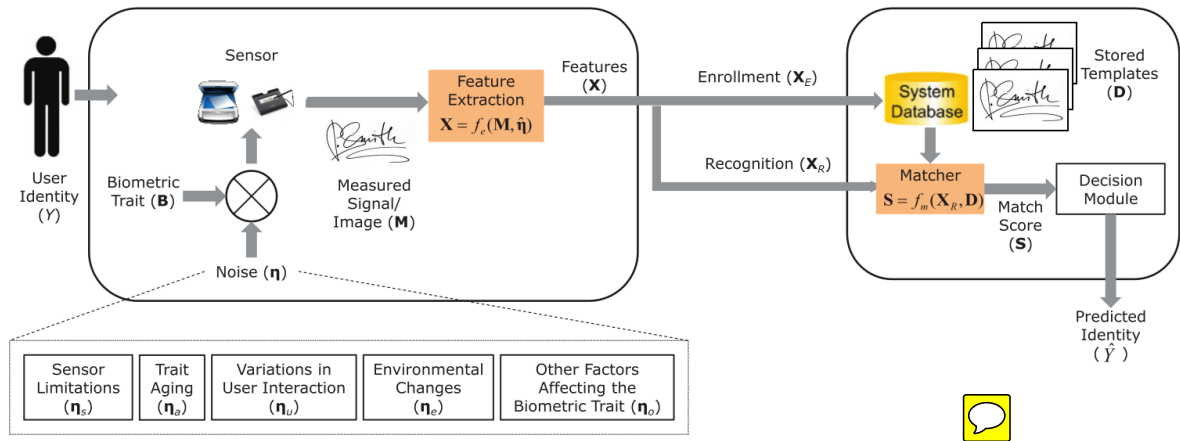 User
Identity
(Y)
Sensor
Biometric
Trait (B)
Noise (η)
Measured
Signal/
Image (M)
P.Smith
Feature
Extraction
X = f_e(M, η̂)
Features
(X)
Enrollment (X_E)
Recognition (X_R)
System
Database
P.Smith
Stored
Templates
(D)
Matcher
S = f_m(X_R, D)
Match
Score
(S)
Decision
Module
Predicted
Identity
(Ŷ)
Sensor
Limitations
(η_s)
Trait
Aging
(η_a)
Variations in
User Interaction
(η_u)
Environmental
Changes
(η_e)
Other Factors
Affecting the
Biometric Trait (η_o)